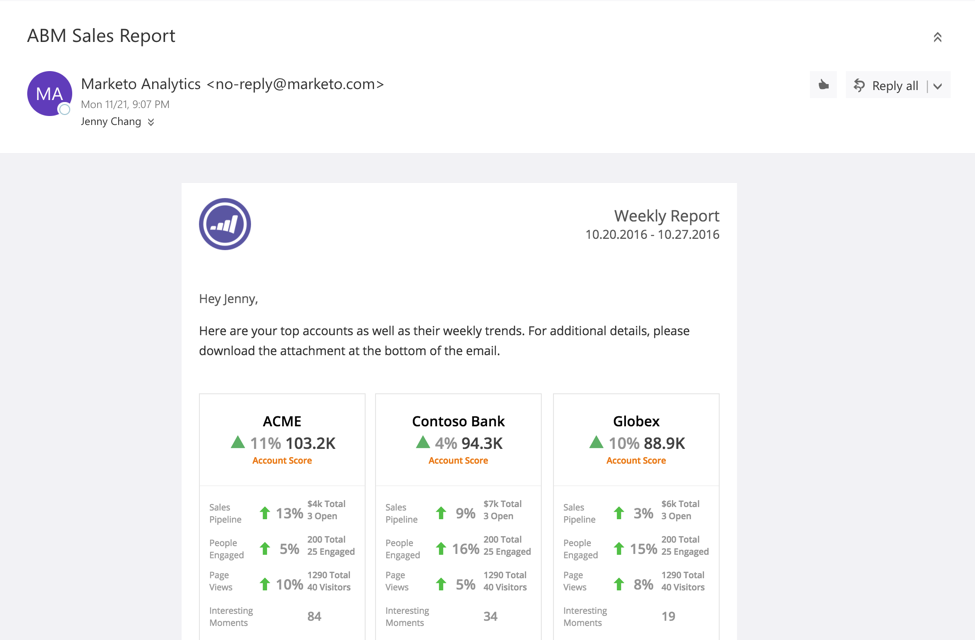 ABM Sales Report
MA
Marketo Analytics <no-reply@marketo.com>
Mon 11/21, 9:07 PM
Jenny Chang
Reply all
Weekly Report
10.20.2016 - 10.27.2016
Hey Jenny,
Here are your top accounts as well as their weekly trends. For additional details, please
download the attachment at the bottom of the email.
ACME
11% 103.2K
Account Score
Sales
Pipeline
13%
$4k Total
3 Open
People
Engaged
5%
200 Total
25 Engaged
Page
Views
10%
1290 Total
40 Visitors
Interesting
Moments
84
Contoso Bank
4% 94.3K
Account Score
Sales
Pipeline
9%
$7k Total
3 Open
People
Engaged
16%
200 Total
25 Engaged
Page
Views
5%
1290 Total
40 Visitors
Interesting
Moments
34
Globex
10% 88.9K
Account Score
Sales
Pipeline
3%
$6k Total
3 Open
People
Engaged
15%
200 Total
25 Engaged
Page
Views
8%
1290 Total
40 Visitors
Interesting
Moments
19